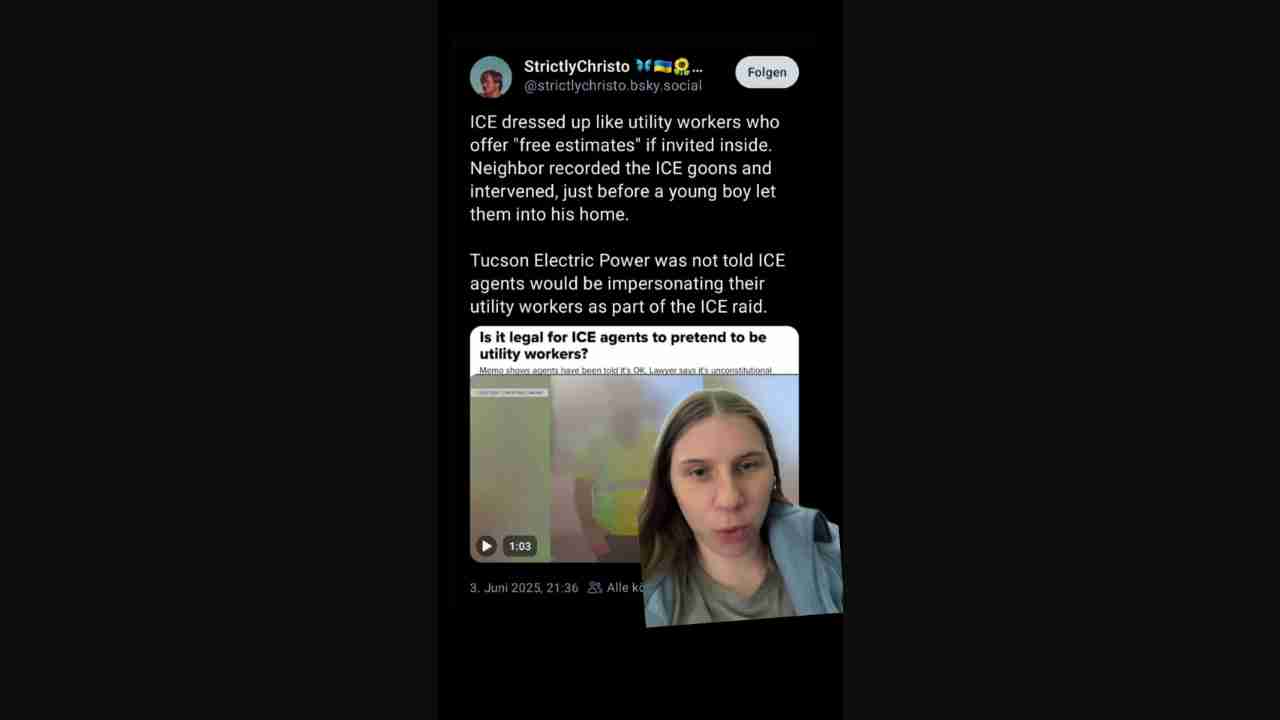 StrictlyChristo 🦋🇺🇦🌻...
@strictlychristo.bsky.social
Folgen
ICE dressed up like utility workers who
offer "free estimates" if invited inside.
Neighbor recorded the ICE goons and
intervened, just before a young boy let
them into his home.
Tucson Electric Power was not told ICE
agents would be impersonating their
utility workers as part of the ICE raid.
Is it legal for ICE agents to pretend to be
utility workers?
Memo shows agents have been told it's OK. Lawyer says it's unconstitutional
1:03
3. Juni 2025, 21:36 Alle kö